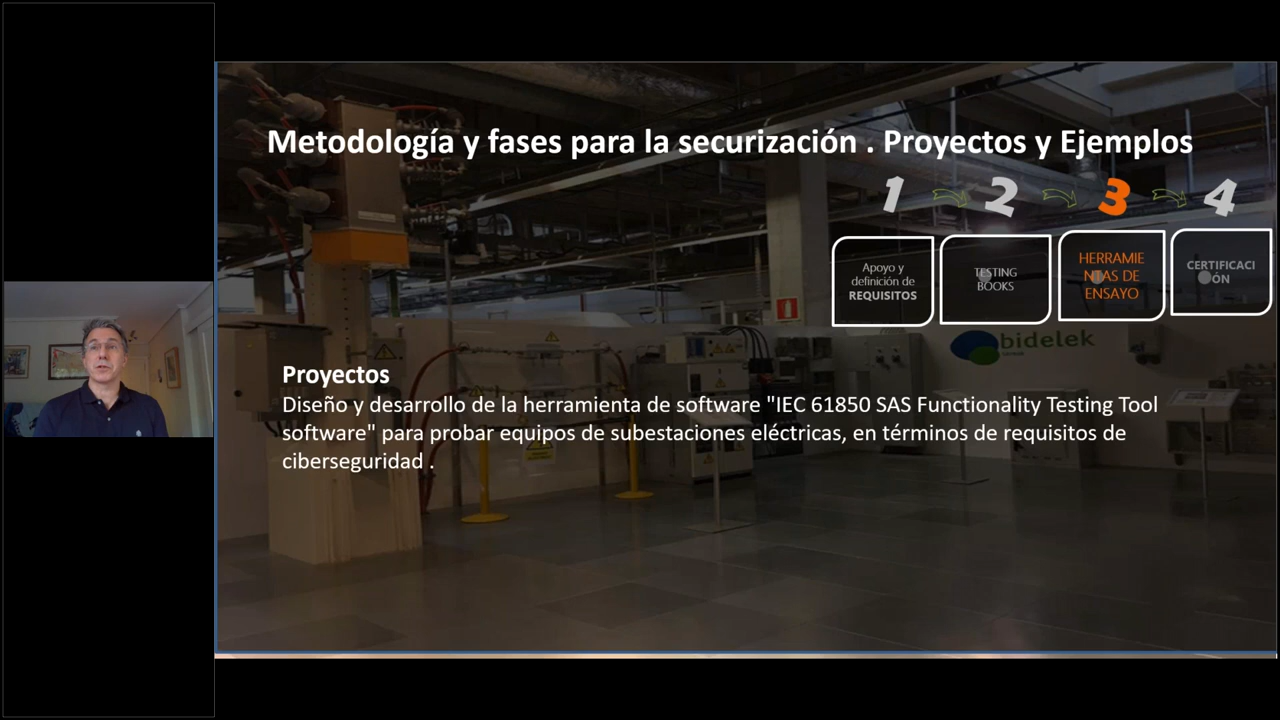 Metodología y fases para la securización . Proyectos y Ejemplos
1 2 3 4
Apoyo y
definición de
REQUISITOS
TESTING
BOOKS
HERRAMIE
NTAS DE
ENSAYO
CERTIFICACI
ÓN
bidelek
Proyectos
Diseño y desarrollo de la herramienta de software "IEC 61850 SAS Functionality Testing Tool
software" para probar equipos de subestaciones eléctricas, en términos de requisitos de
ciberseguridad .